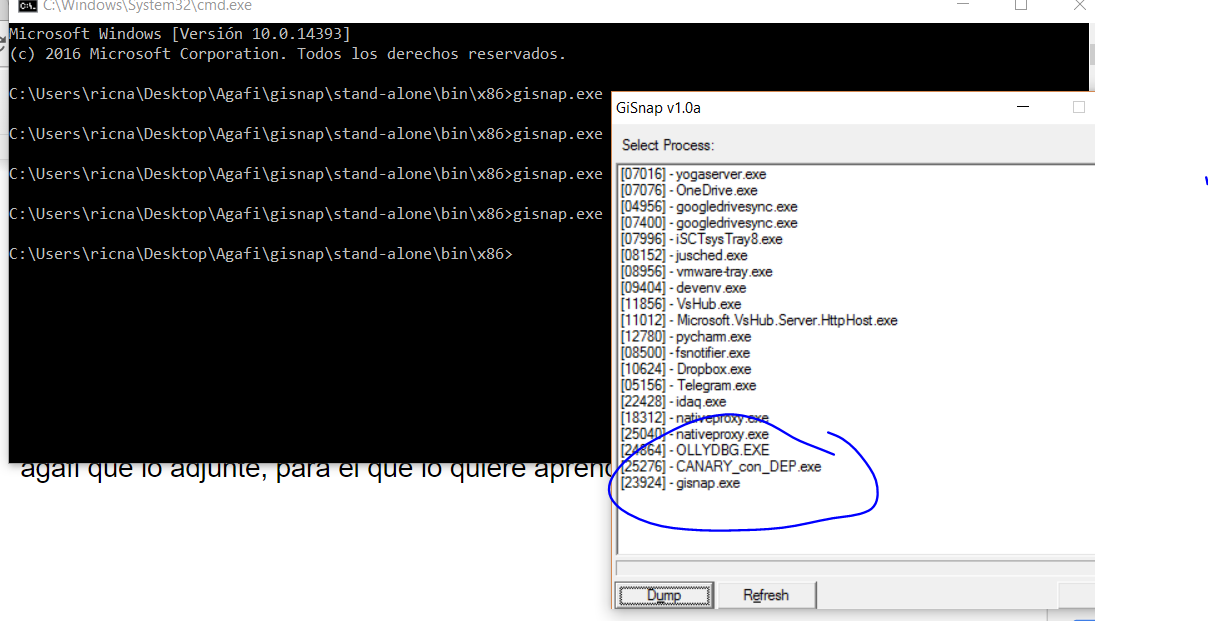 C:\Windows\System32\cmd.exe
Microsoft Windows [Versión 10.0.14393]
(c) 2016 Microsoft Corporation. Todos los derechos reservados.
C:\Users\ricna\Desktop\Agafi\gisnap\stand-alone\bin\x86>gisnap.exe
C:\Users\ricna\Desktop\Agafi\gisnap\stand-alone\bin\x86>gisnap.exe
C:\Users\ricna\Desktop\Agafi\gisnap\stand-alone\bin\x86>gisnap.exe
C:\Users\ricna\Desktop\Agafi\gisnap\stand-alone\bin\x86>gisnap.exe
C:\Users\ricna\Desktop\Agafi\gisnap\stand-alone\bin\x86>
agafi que lo adjunte, para el que lo quiere aprend
GiSnap v1.0a
Select Process:
[07016] - yogaserver.exe
[07076] - OneDrive.exe
[04956] - googledrivesync.exe
[07400] - googledrivesync.exe
[07996] - iSCTsysTray8.exe
[08152] - jusched.exe
[08956] - vmware-tray.exe
[09404] - devenv.exe
[11856] - VsHub.exe
[11012] - Microsoft.VsHub.Server.HttpHost.exe
[12780] - pycharm.exe
[08500] - fsnotifier.exe
[10624] - Dropbox.exe
[05156] - Telegram.exe
[22428] - idaq.exe
[18312] - nativeproxy.exe
[25040] - nativeproxy.exe
[24864] - OLLYDBG.EXE
[25276] - CANARY_con_DEP.exe
[23924] - gisnap.exe
Dump
Refresh